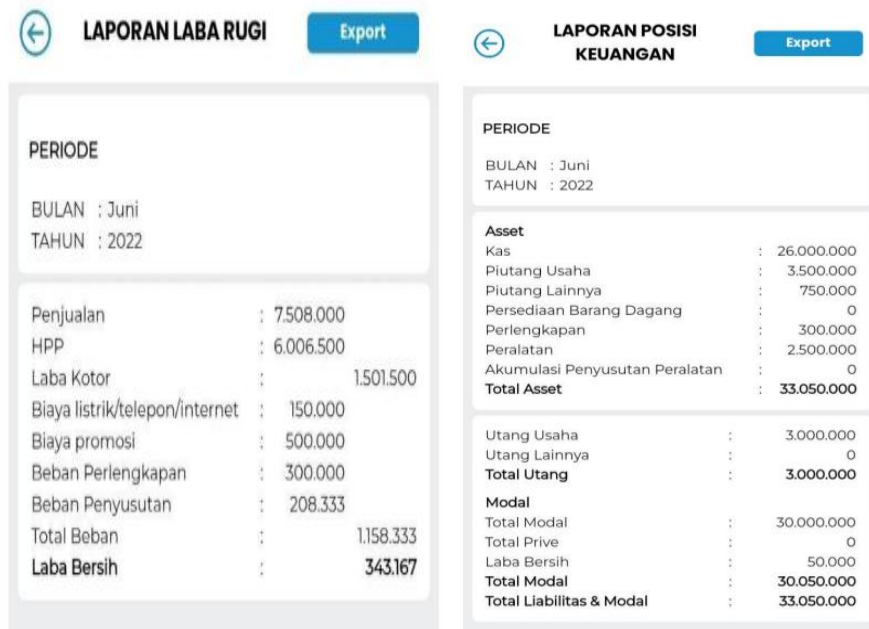 LAPORAN LABA RUGI
Export
PERIODE
BULAN : Juni
TAHUN : 2022
Penjualan : 7.508.000
HPP : 6.006.500
Laba Kotor : 1.501.500
Biaya listrik/telepon/internet : 150.000
Biaya promosi : 500.000
Beban Perlengkapan : 300.000
Beban Penyusutan : 208.333
Total Beban : 1.158.333
Laba Bersih : 343.167
LAPORAN POSISI
KEUANGAN
Export
PERIODE
BULAN : Juni
TAHUN : 2022
Asset
Kas : 26.000.000
Piutang Usaha : 3.500.000
Piutang Lainnya : 750.000
Persediaan Barang Dagang : 0
Perlengkapan : 300.000
Peralatan : 2.500.000
Akumulasi Penyusutan Peralatan : 0
Total Asset : 33.050.000
Utang Usaha : 3.000.000
Utang Lainnya : 0
Total Utang : 3.000.000
Modal
Total Modal : 30.000.000
Total Prive : 0
Laba Bersih : 50.000
Total Modal : 30.050.000
Total Liabilitas & Modal : 33.050.000